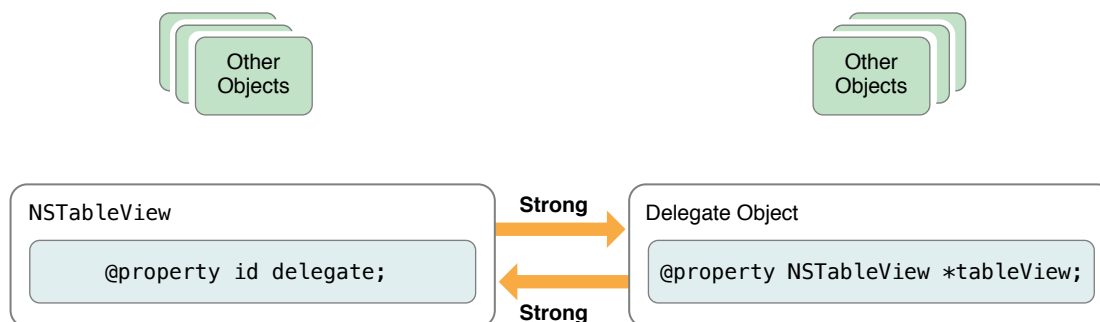 Other
Objects
Other
Objects
NSTableView
Strong
Delegate Object
@property id delegate;
@property NSTableView *tableView;
Strong